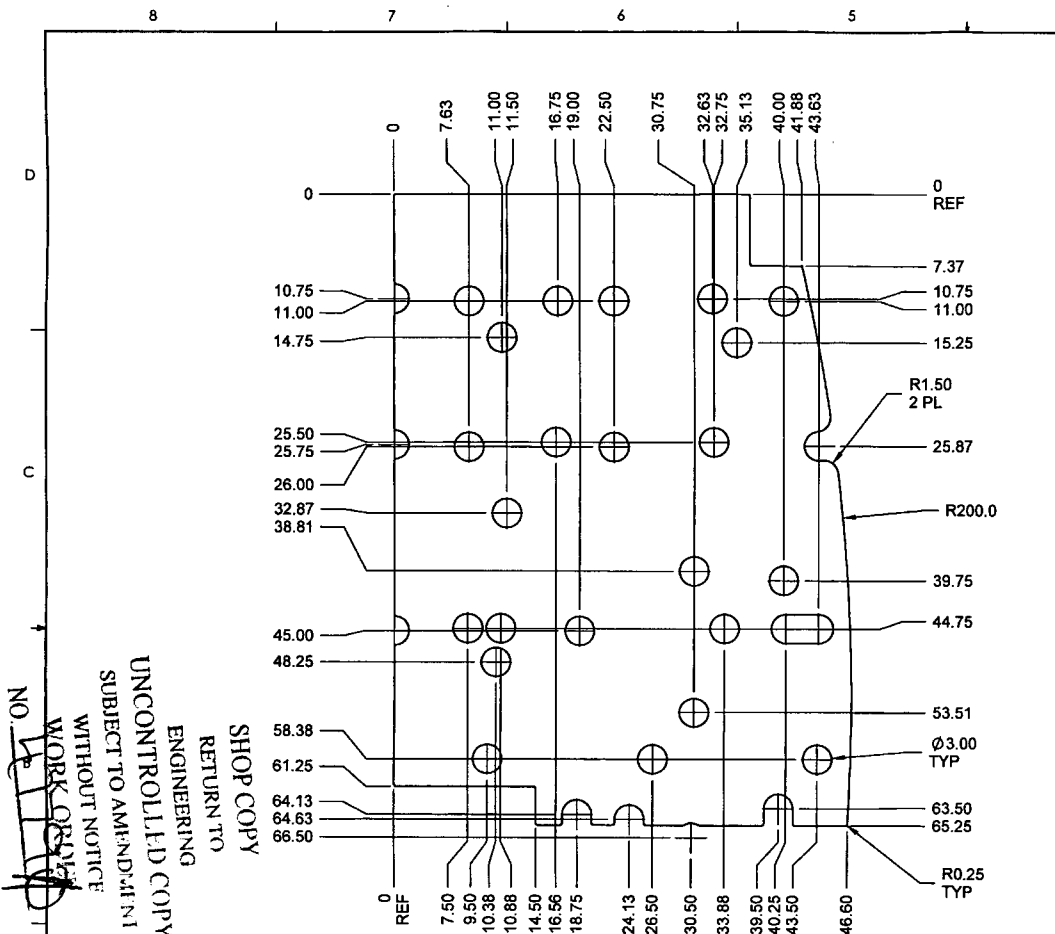 8 7 6 5
D
C
0
7.63
11.00
11.50
16.75
19.00
22.50
30.75
32.63
32.75
35.13
40.00
41.88
43.63
0
10.75
11.00
14.75
25.50
25.75
26.00
32.87
38.81
45.00
48.25
58.38
61.25
64.13
64.63
66.50
0
REF
7.37
10.75
11.00
15.25
R1.50
2 PL
25.87
R200.0
39.75
44.75
53.51
Ø3.00
TYP
63.50
65.25
R0.25
TYP
0
REF
7.50
9.50
10.38
10.88
14.50
16.56
18.75
24.13
26.50
30.50
33.88
39.50
40.25
43.50
46.60
SHOP COPY
RETURN TO
ENGINEERING
UNCONTROLLED COPY
SUBJECT TO AMENDMENT
WITHOUT NOTICE
WORK ORDER
NO.